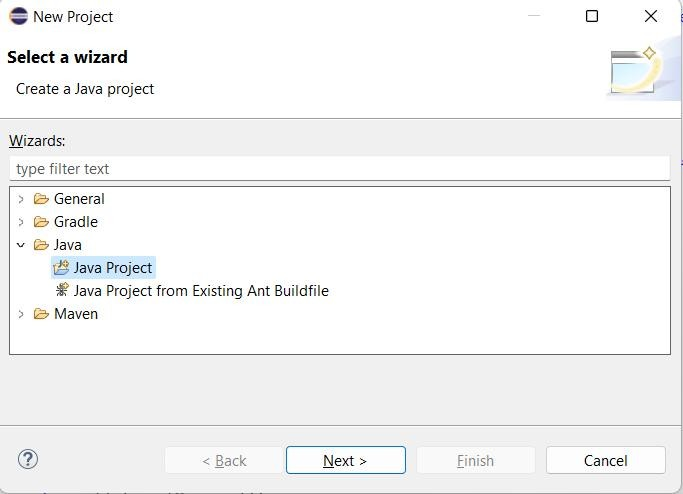 New Project
Select a wizard
Create a Java project
Wizards:
type filter text
General
Gradle
Java
Java Project
Java Project from Existing Ant Buildfile
Maven
?
< Back
Next >
Finish
Cancel